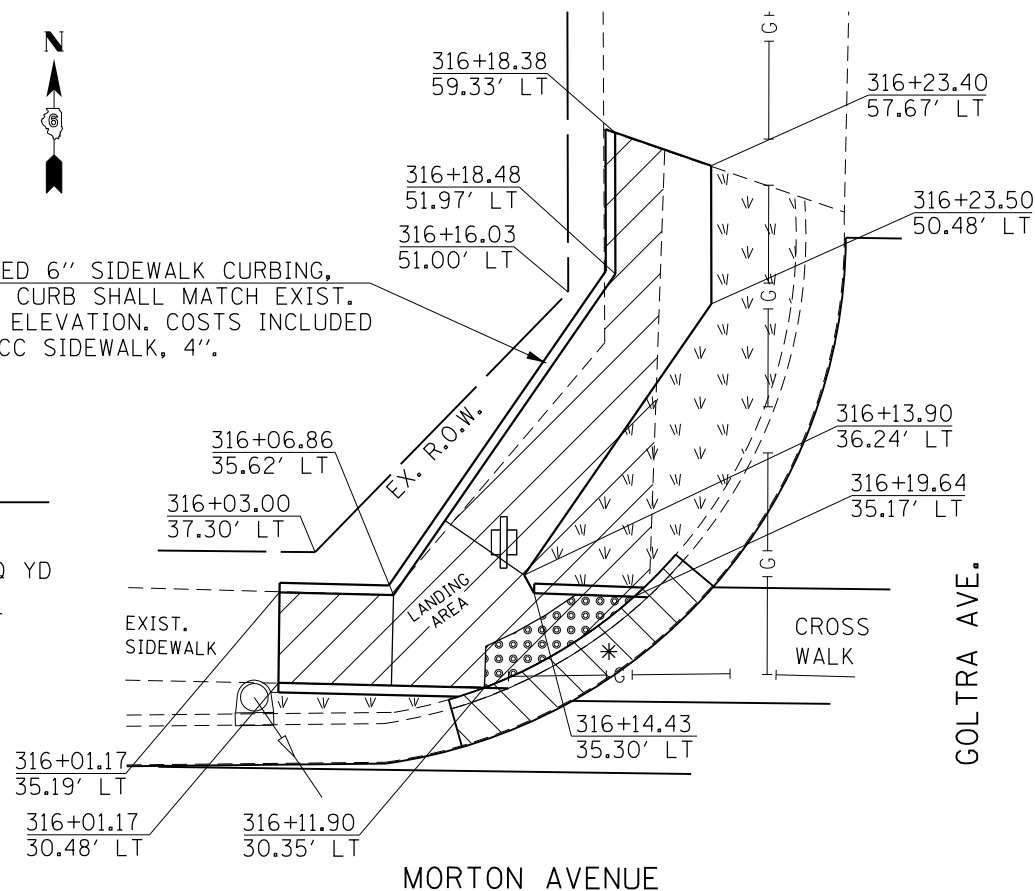 N
6
316+18.38
59.33' LT
316+23.40
57.67' LT
316+18.48
51.97' LT
316+23.50
50.48' LT
316+16.03
51.00' LT
6" SIDEWALK CURBING,
CURB SHALL MATCH EXIST.
ELEVATION. COSTS INCLUDED
SIDEWALK, 4".
EX. R.O.W.
316+13.90
36.24' LT
316+06.86
35.62' LT
316+19.64
35.17' LT
316+03.00
37.30' LT
YD
LANDING
AREA
EXIST.
SIDEWALK
CROSS
WALK
*
G
G
G
G
GOLTRA AVE.
316+14.43
35.30' LT
316+01.17
35.19' LT
316+01.17
30.48' LT
316+11.90
30.35' LT
MORTON AVENUE